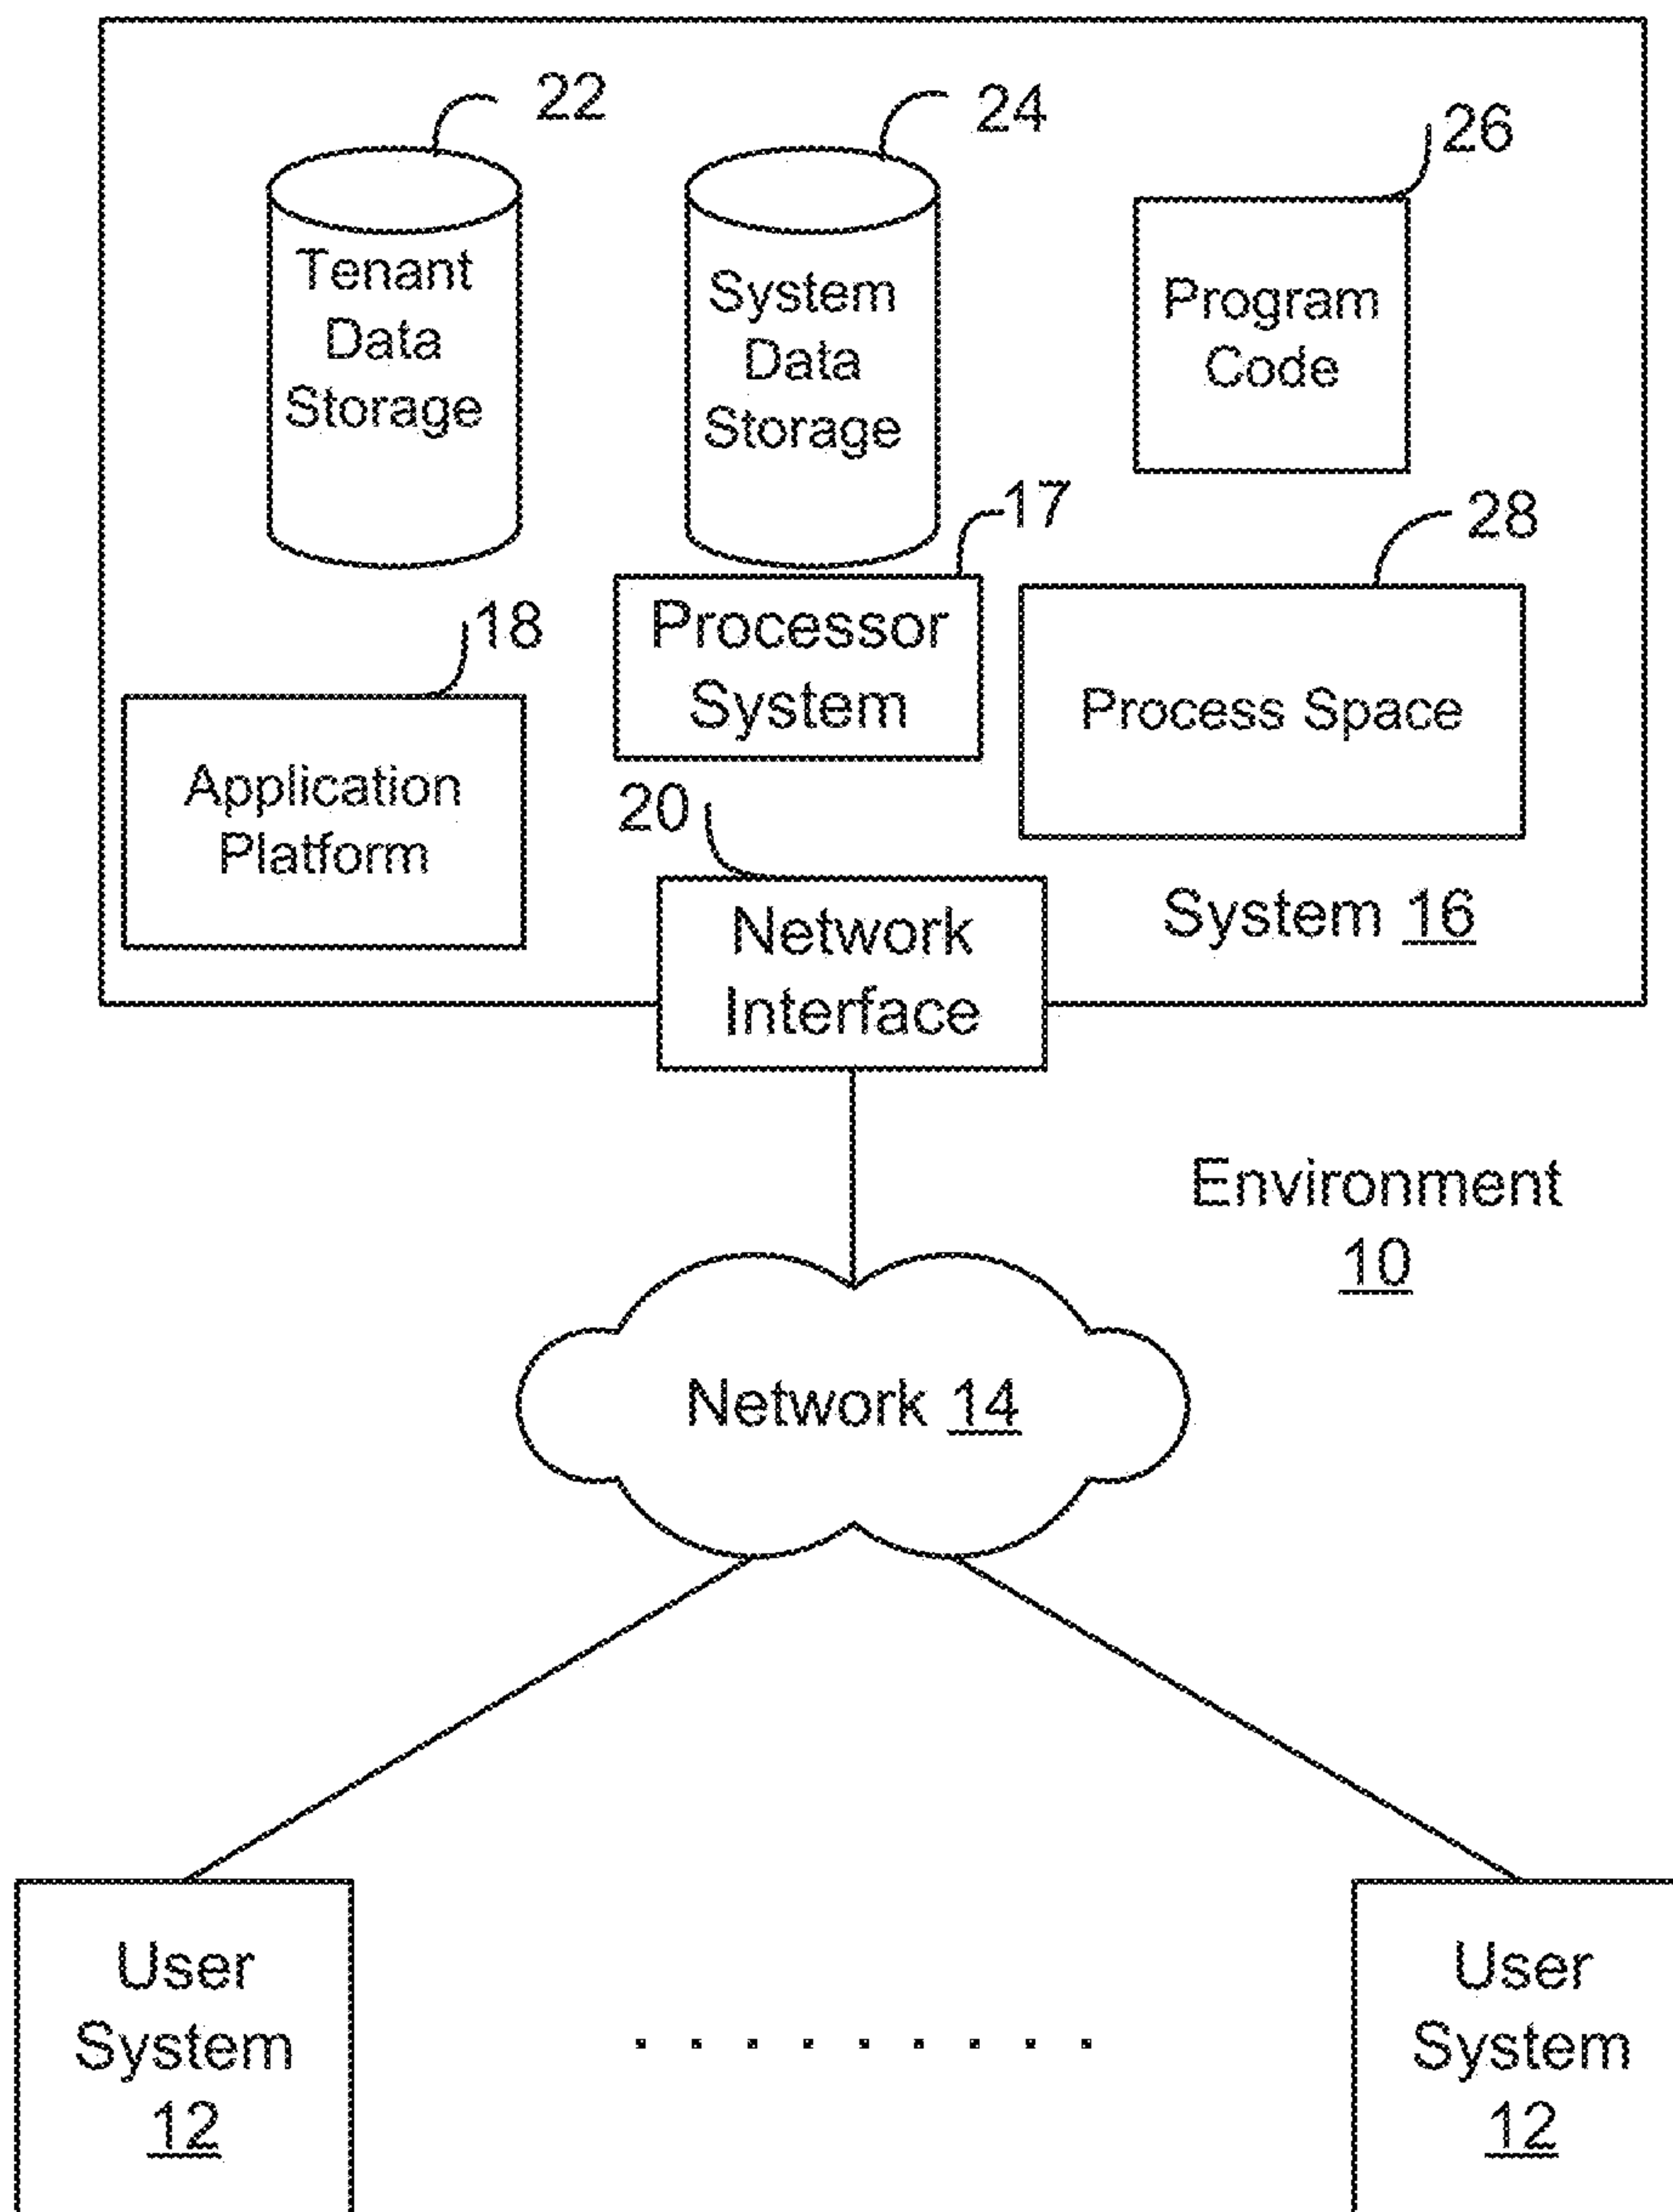 22
24
26
Tenant
Data
Storage
System
Data
Storage
Program
Code
17
28
18
Processor
System
Process Space
Application
Platform
20
Network
Interface
System 16
Environment
10
Network 14
User
System
12
User
System
12